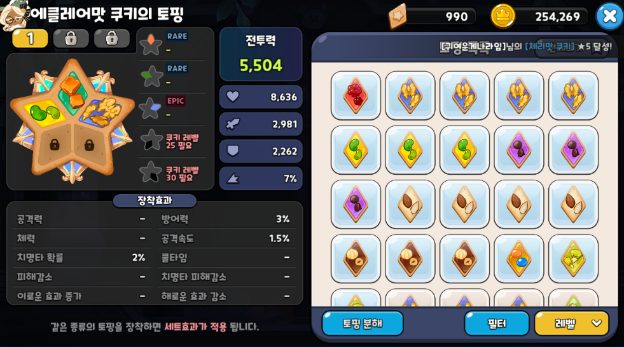 에클레어맛 쿠키의 토핑
990
254,269
1
RARE
-
RARE
-
EPIC
-
쿠키 레벨
25 필요
쿠키 레벨
30 필요
전투력
5,504
8,636
2,981
2,262
7%
장착효과
공격력 -
방어력 3%
체력 -
공격속도 1.5%
치명타 확률 2%
쿨타임 -
피해감소 -
치명타 피해감소 -
이로운 효과 증가 -
해로운 효과 감소 -
같은 종류의 토핑을 장착하면 세트효과가 적용 됩니다.
님의 [체리맛 쿠키] ★5 달성!
토핑 분해
필터
레벨